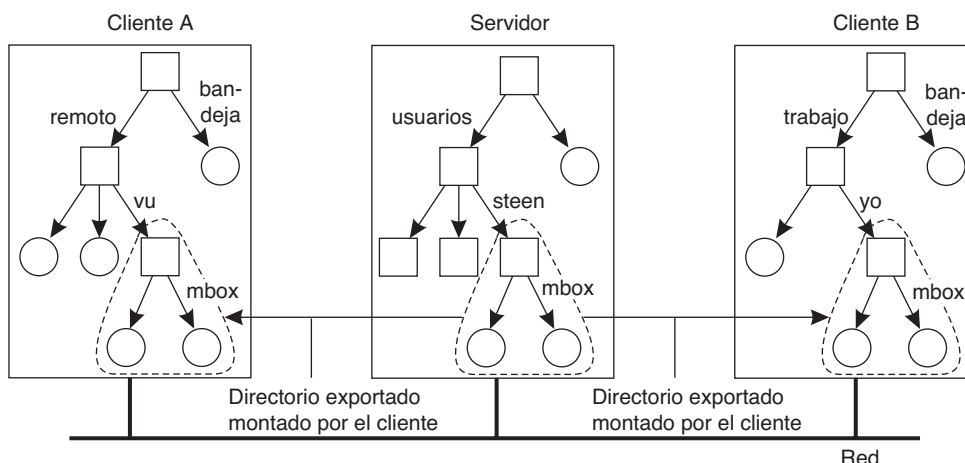 Cliente A
Servidor
Cliente B
ban-
deja
remoto
usuarios
ban-
deja
trabajo
vu
steen
yo
mbox
mbox
mbox
Directorio exportado
montado por el cliente
Directorio exportado
montado por el cliente
Red